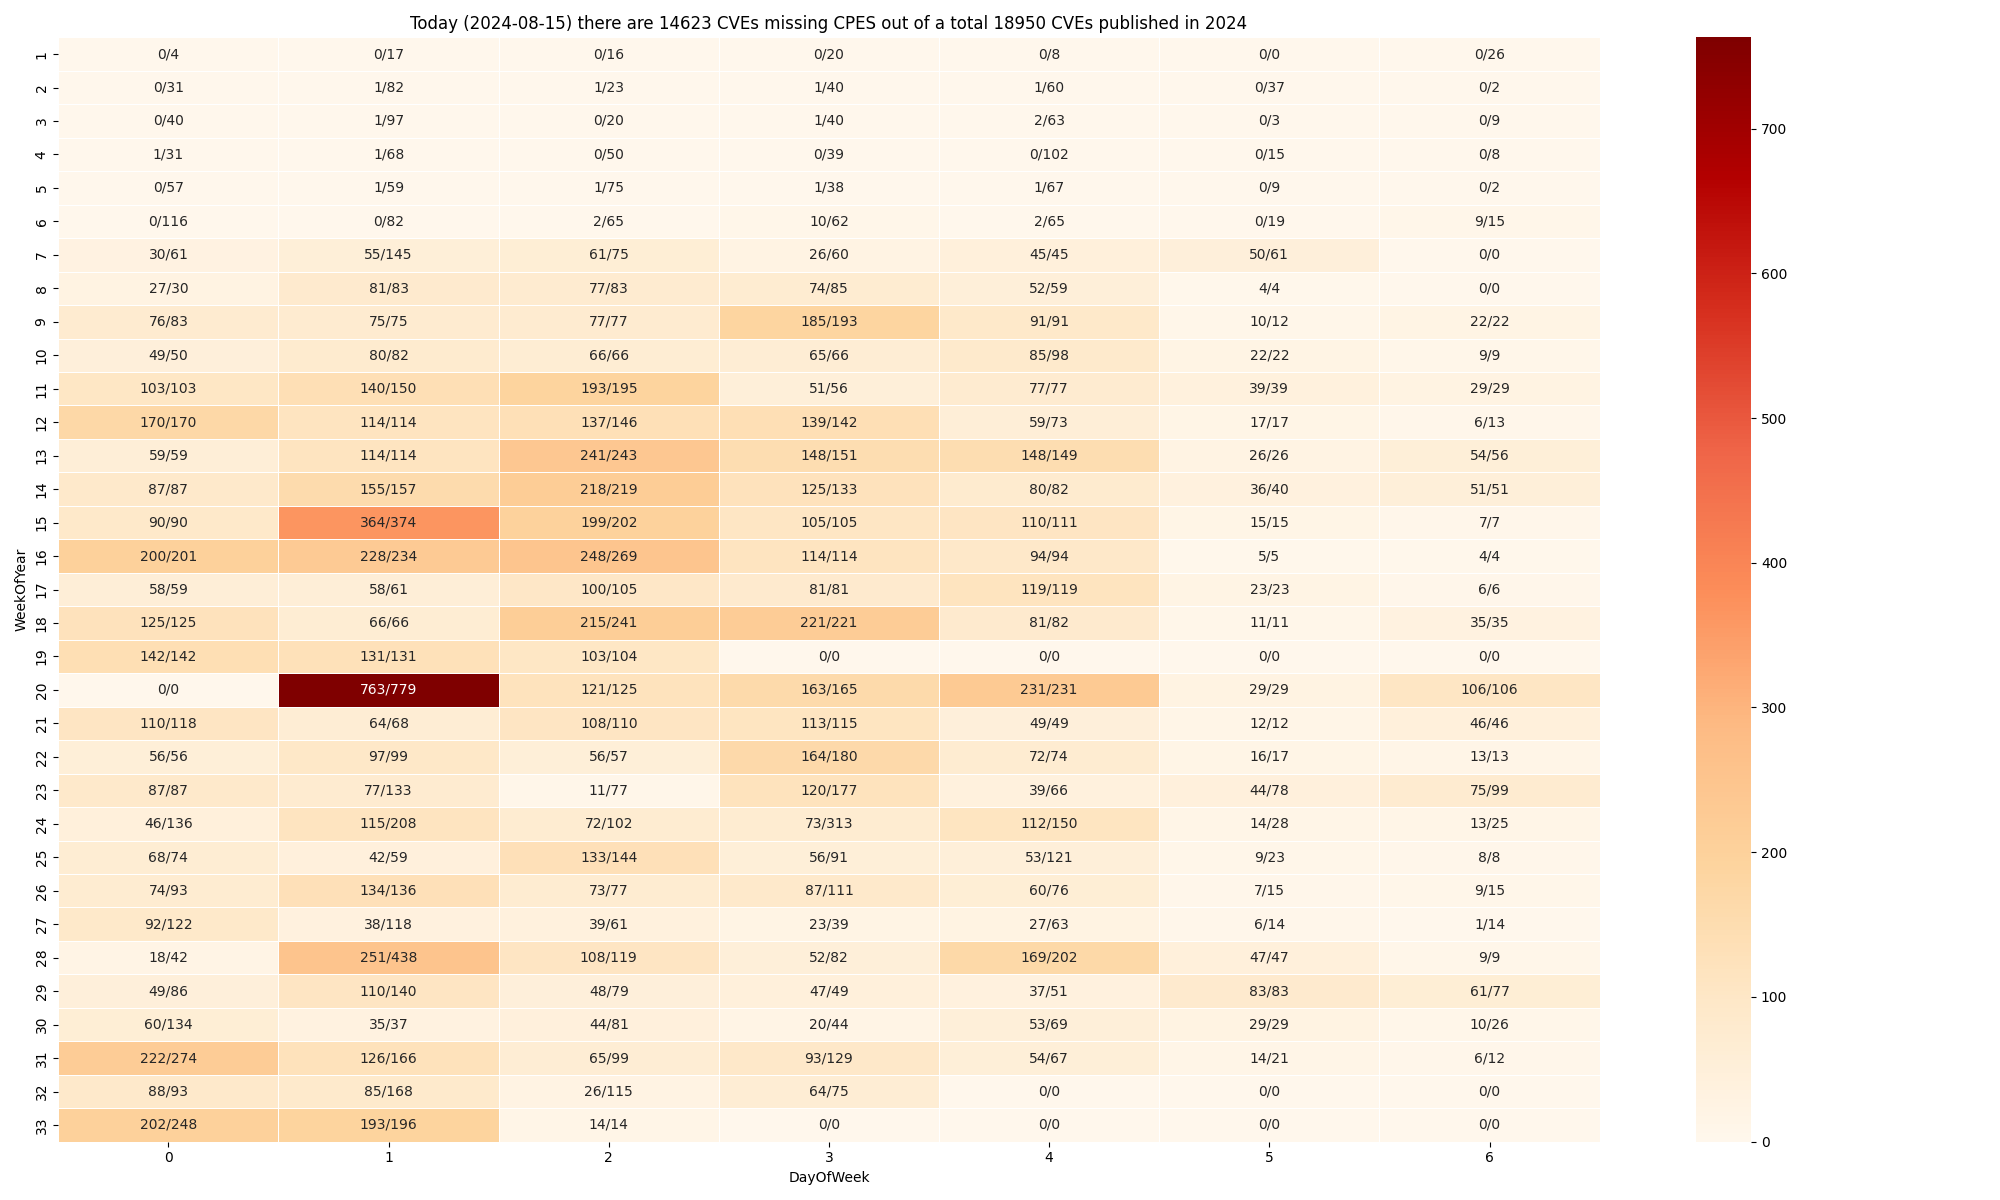 Today (2024-08-15) there are 14623 CVEs missing CPES out of a total 18950 CVEs published in 2024
1 0/4 0/17 0/16 0/20 0/8 0/0 0/26
2 0/31 1/82 1/23 1/40 1/60 0/37 0/2
3 0/40 1/97 0/20 1/40 2/63 0/3 0/9
4 1/31 1/68 0/50 0/39 0/102 0/15 0/8
5 0/57 1/59 1/75 1/38 1/67 0/9 0/2
6 0/116 0/82 2/65 10/62 2/65 0/19 9/15
7 30/61 55/145 61/75 26/60 45/45 50/61 0/0
8 27/30 81/83 77/83 74/85 52/59 4/4 0/0
9 76/83 75/75 77/77 185/193 91/91 10/12 22/22
10 49/50 80/82 66/66 65/66 85/98 22/22 9/9
11 103/103 140/150 193/195 51/56 77/77 39/39 29/29
12 170/170 114/114 137/146 139/142 59/73 17/17 6/13
13 59/59 114/114 241/243 148/151 148/149 26/26 54/56
14 87/87 155/157 218/219 125/133 80/82 36/40 51/51
15 90/90 364/374 199/202 105/105 110/111 15/15 7/7
16 200/201 228/234 248/269 114/114 94/94 5/5 4/4
17 58/59 58/61 100/105 81/81 119/119 23/23 6/6
18 125/125 66/66 215/241 221/221 81/82 11/11 35/35
19 142/142 131/131 103/104 0/0 0/0 0/0 0/0
20 0/0 763/779 121/125 163/165 231/231 29/29 106/106
21 110/118 64/68 108/110 113/115 49/49 12/12 46/46
22 56/56 97/99 56/57 164/180 72/74 16/17 13/13
23 87/87 77/133 11/77 120/177 39/66 44/78 75/99
24 46/136 115/208 72/102 73/313 112/150 14/28 13/25
25 68/74 42/59 133/144 56/91 53/121 9/23 8/8
26 74/93 134/136 73/77 87/111 60/76 7/15 9/15
27 92/122 38/118 39/61 23/39 27/63 6/14 1/14
28 18/42 251/438 108/119 52/82 169/202 47/47 9/9
29 49/86 110/140 48/79 47/49 37/51 83/83 61/77
30 60/134 35/37 44/81 20/44 53/69 29/29 10/26
31 222/274 126/166 65/99 93/129 54/67 14/21 6/12
32 88/93 85/168 26/115 64/75 0/0 0/0 0/0
33 202/248 193/196 14/14 0/0 0/0 0/0 0/0
0 1 2 3 4 5 6
DayOfWeek
WeekOfYear
700
600
500
400
300
200
100
0